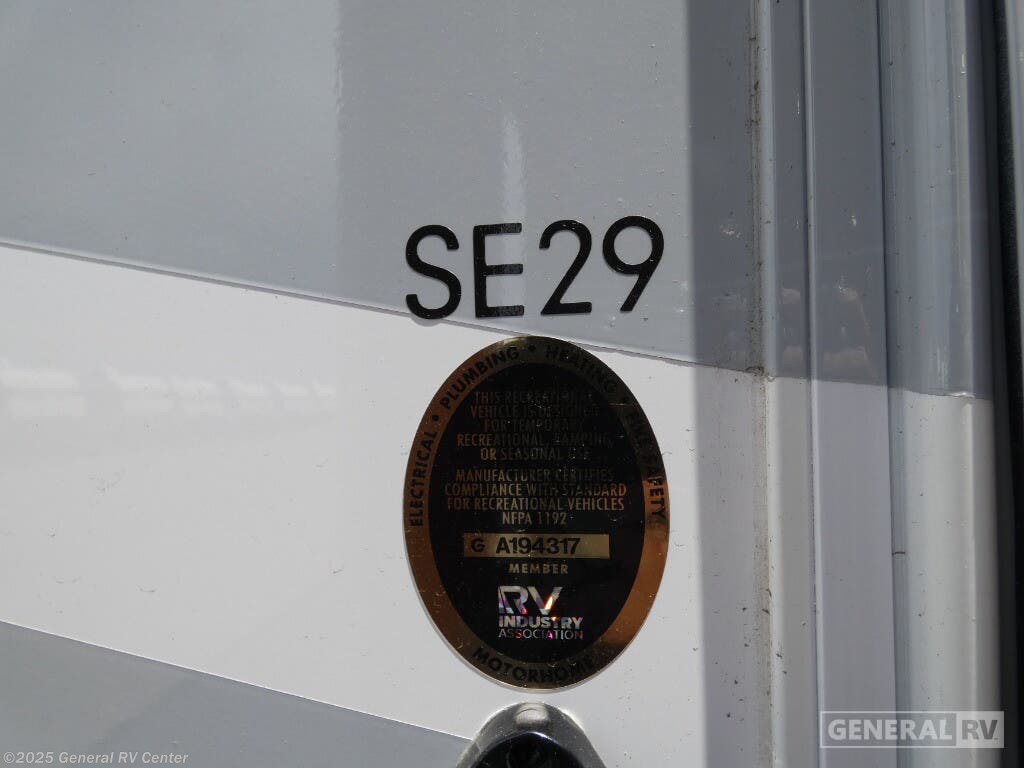 SE29
ELECTRICAL • PLUMBING • HEATING / FIRE SAFETY
THIS RECREATIONAL
VEHICLE IS DESIGNED
FOR TEMPORARY
RECREATIONAL, CAMPING,
OR SEASONAL USE
MANUFACTURER CERTIFIES
COMPLIANCE WITH STANDARD
FOR RECREATIONAL VEHICLES
NFPA 1192
G A194317
MEMBER
RV
INDUSTRY
ASSOCIATION
MOTORHOME
GENERAL RV
©2025 General RV Center